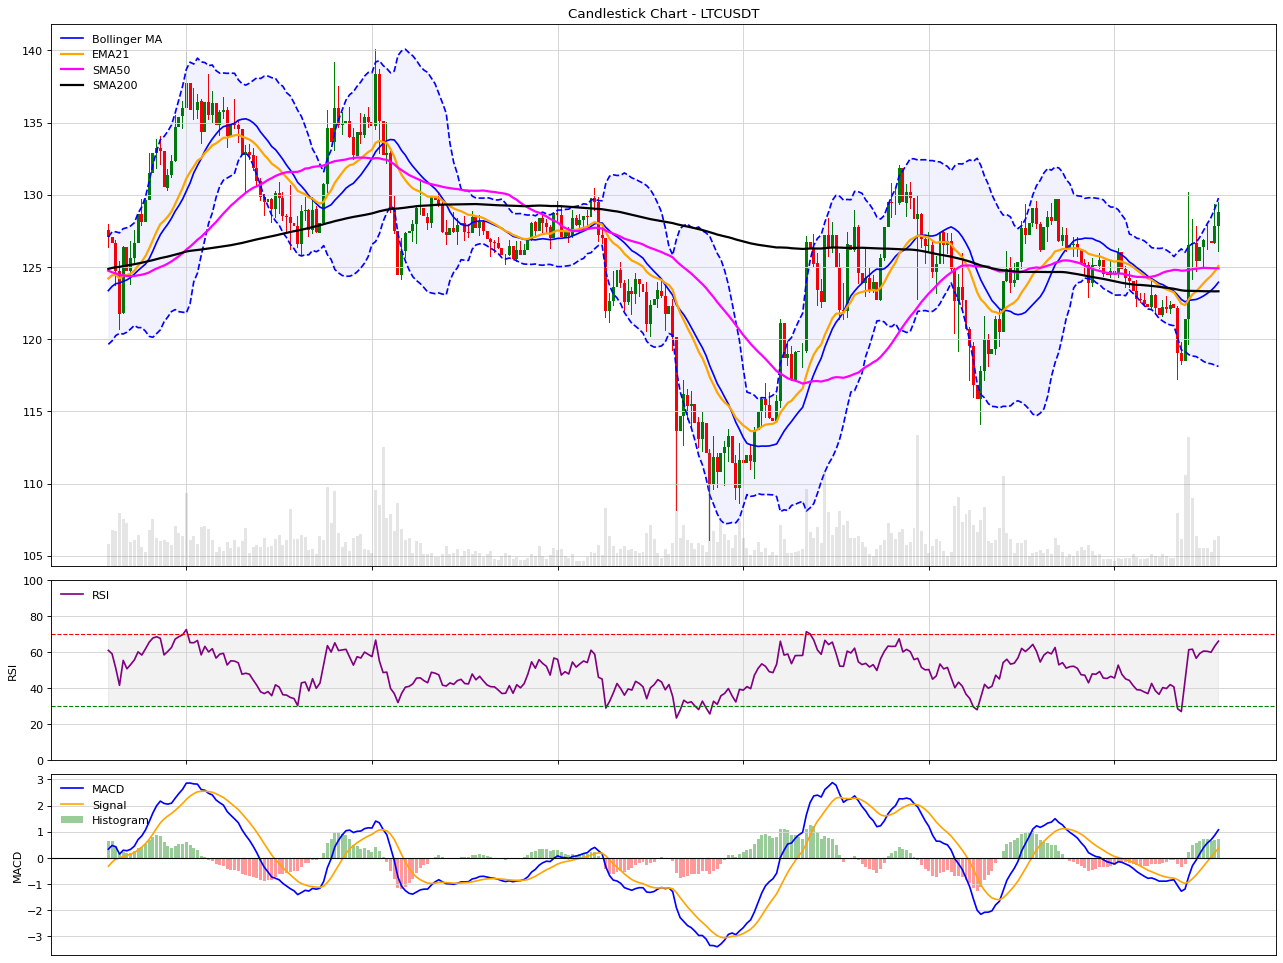 Candlestick Chart - LTCUSDT
Bollinger MA
EMA21
SMA50
SMA200
140
135
130
125
120
115
110
105
100
80
60
40
20
0
RSI
RSI
3
2
1
0
−1
−2
−3
MACD
MACD
Signal
Histogram